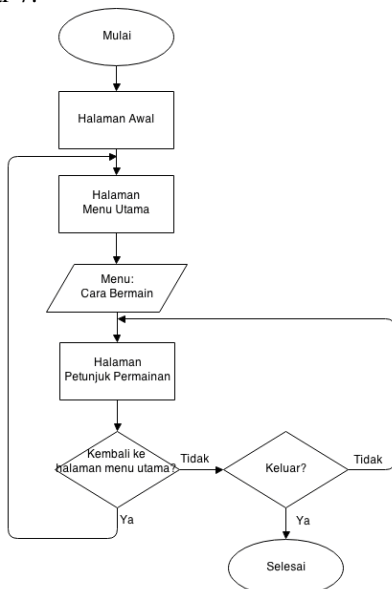 Mulai
Halaman Awal
Halaman
Menu Utama
Menu:
Cara Bermain
Halaman
Petunjuk Permainan
Kembali ke
halaman menu utama?
Tidak
Keluar?
Tidak
Ya
Ya
Selesai